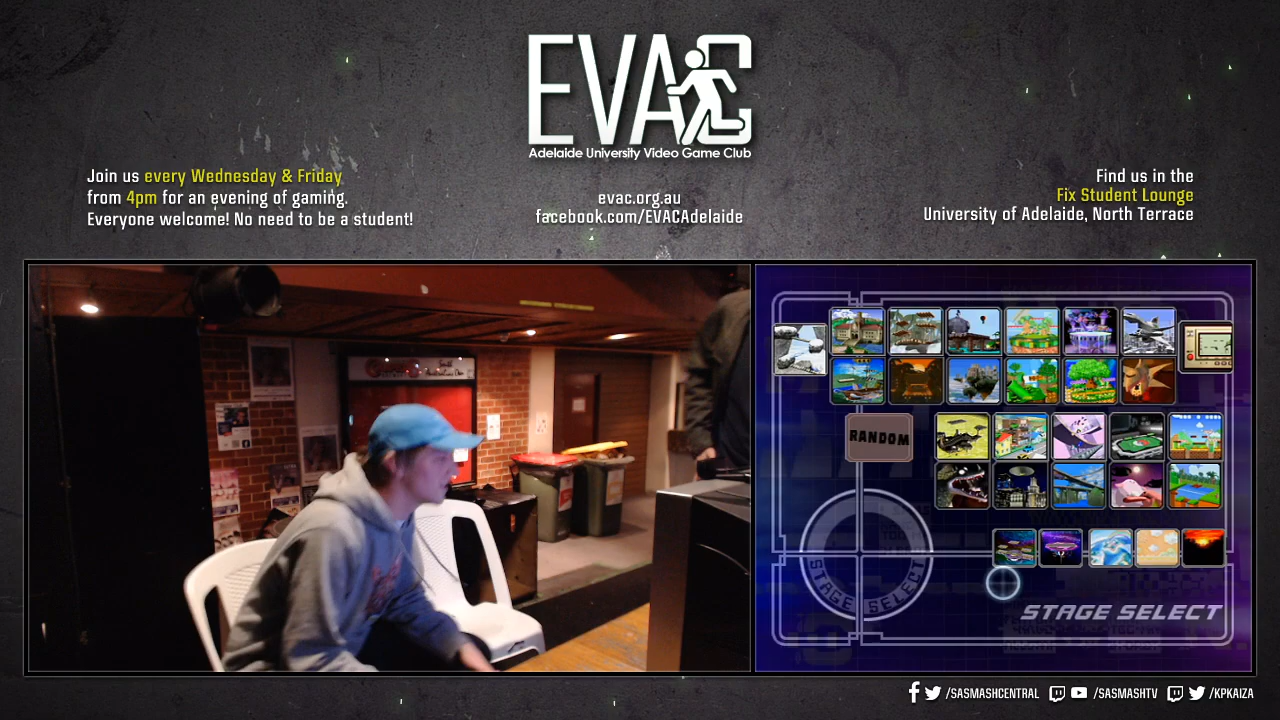 EVAC
Adelaide University Video Game Club
Join us every Wednesday & Friday
from 4pm for an evening of gaming.
Everyone welcome! No need to be a student!
evac.org.au
facebook.com/EVACAdelaide
Find us in the
Fix Student Lounge
University of Adelaide, North Terrace
RANDOM
STAGE SELECT
STAGE SELECT
/SASMASHCENTRAL
/SASMASHTV
/KPKAIZA